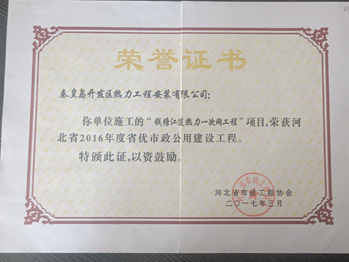 荣誉证书
秦皇岛开发区热力工程安装有限公司:
你单位施工的“钱塘江道热力一次网工程”项目,荣获河
北省2016年度省优市政公用建设工程。
特颁此证,以资鼓励。
河北省市政工程协会
二〇一七年三月